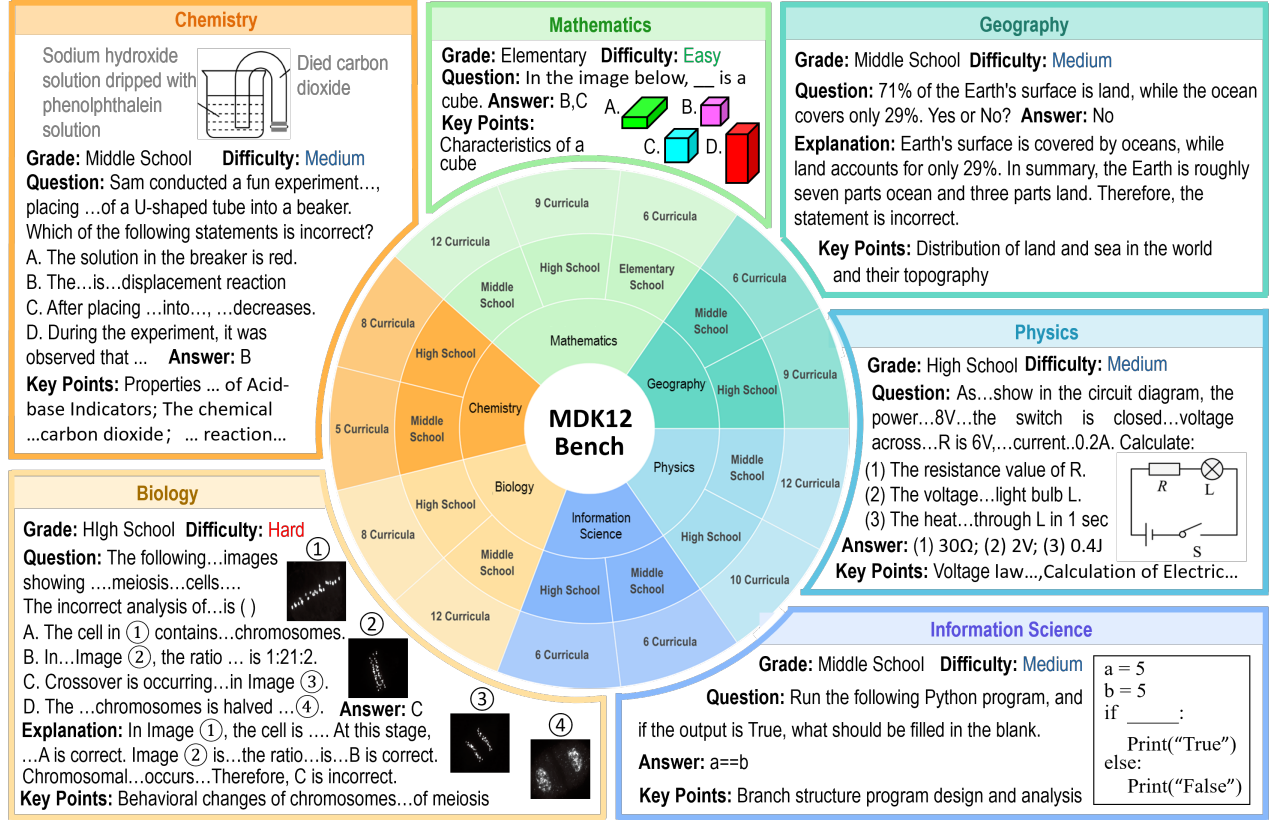 Chemistry
Sodium hydroxide
solution dripped with
phenolphthalein
solution
Died carbon
dioxide
Grade: Middle School Difficulty: Medium
Question: Sam conducted a fun experiment…,
placing …of a U-shaped tube into a beaker.
Which of the following statements is incorrect?
A. The solution in the breaker is red.
B. The…is…displacement reaction
C. After placing …into…, …decreases.
D. During the experiment, it was
observed that ... Answer: B
Key Points: Properties ... of Acid-
base Indicators; The chemical
…carbon dioxide； … reaction…
Mathematics
Grade: Elementary Difficulty: Easy
Question: In the image below, __ is a
cube. Answer: B,C
Key Points:
Characteristics of a
cube
A.
B.
C.
D.
Geography
Grade: Middle School Difficulty: Medium
Question: 71% of the Earth's surface is land, while the ocean
covers only 29%. Yes or No? Answer: No
Explanation: Earth's surface is covered by oceans, while
land accounts for only 29%. In summary, the Earth is roughly
seven parts ocean and three parts land. Therefore, the
statement is incorrect.
Key Points: Distribution of land and sea in the world
and their topography
Physics
Grade: High School Difficulty: Medium
Question: As…show in the circuit diagram, the
power…8V…the switch is closed…voltage
across…R is 6V,…current..0.2A. Calculate:
(1) The resistance value of R.
(2) The voltage…light bulb L.
(3) The heat…through L in 1 sec
R
L
S
Answer: (1) 30Ω; (2) 2V; (3) 0.4J
Key Points: Voltage law…,Calculation of Electric…
Biology
Grade: HIgh School Difficulty: Hard
Question: The following…images
showing ….meiosis…cells….
The incorrect analysis of…is ( )
A. The cell in ① contains…chromosomes.
B. In…Image ②, the ratio … is 1:21:2.
C. Crossover is occurring…in Image ③.
D. The …chromosomes is halved …④. Answer: C
Explanation: In Image ①, the cell is …. At this stage,
…A is correct. Image ② is…the ratio…is…B is correct.
Chromosomal…occurs…Therefore, C is incorrect.
Key Points: Behavioral changes of chromosomes…of meiosis
①
②
③
④
Information Science
Grade: Middle School Difficulty: Medium
Question: Run the following Python program, and
if the output is True, what should be filled in the blank.
Answer: a==b
Key Points: Branch structure program design and analysis
a = 5
b = 5
if _____:
Print(“True”)
else:
Print(“False”)
MDK12
Bench
Mathematics
Middle
School
12 Curricula
High School
9 Curricula
Elementary
School
6 Curricula
Geography
Middle
School
6 Curricula
High School
9 Curricula
Physics
Middle
School
12 Curricula
High School
10 Curricula
Information
Science
Middle
School
6 Curricula
High School
6 Curricula
Biology
Middle
School
12 Curricula
High School
8 Curricula
Chemistry
Middle
School
5 Curricula
High School
8 Curricula